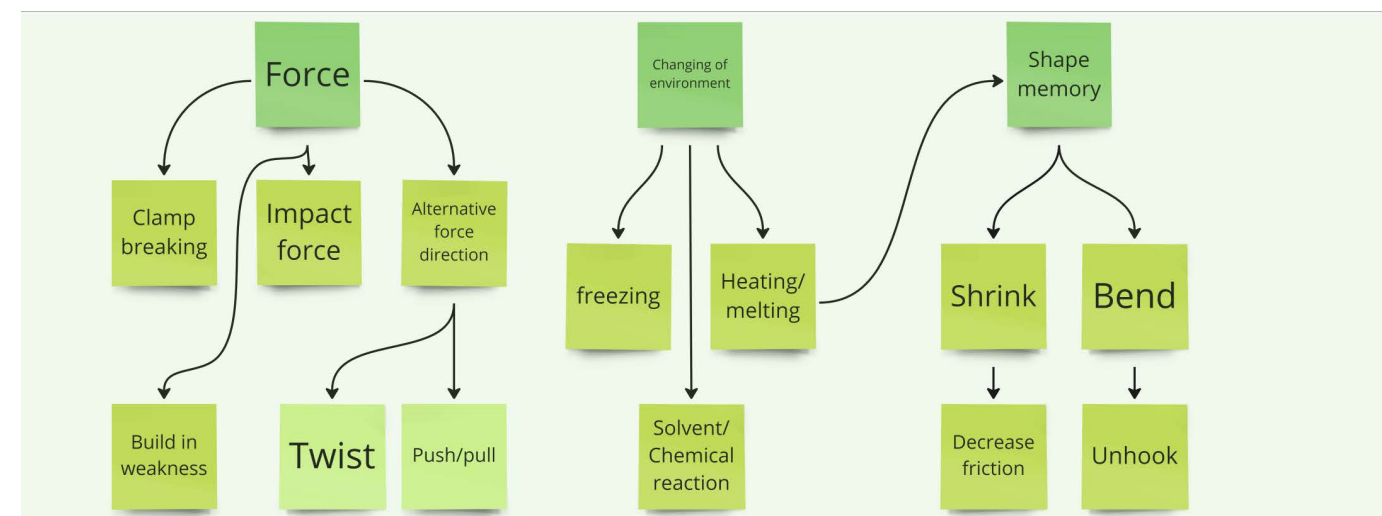 Force
Changing of
environment
Shape
memory
Clamp
breaking
Impact
force
Alternative
force
direction
freezing
Heating/
melting
Shrink
Bend
Build in
weakness
Twist
Push/pull
Solvent/
Chemical
reaction
Decrease
friction
Unhook